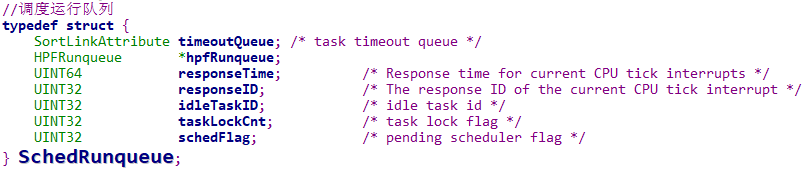 //调度运行队列
typedef struct {
    SortLinkAttribute timeoutQueue; /* task timeout queue */
    HPFRunqueue       *hpfRunqueue;
    UINT64            responseTime;       /* Response time for current CPU tick interrupts */
    UINT32            responseID;         /* The response ID of the current CPU tick interrupt */
    UINT32            idleTaskID;         /* idle task id */
    UINT32            taskLockCnt;        /* task lock flag */
    UINT32            schedFlag;          /* pending scheduler flag */
} SchedRunqueue;